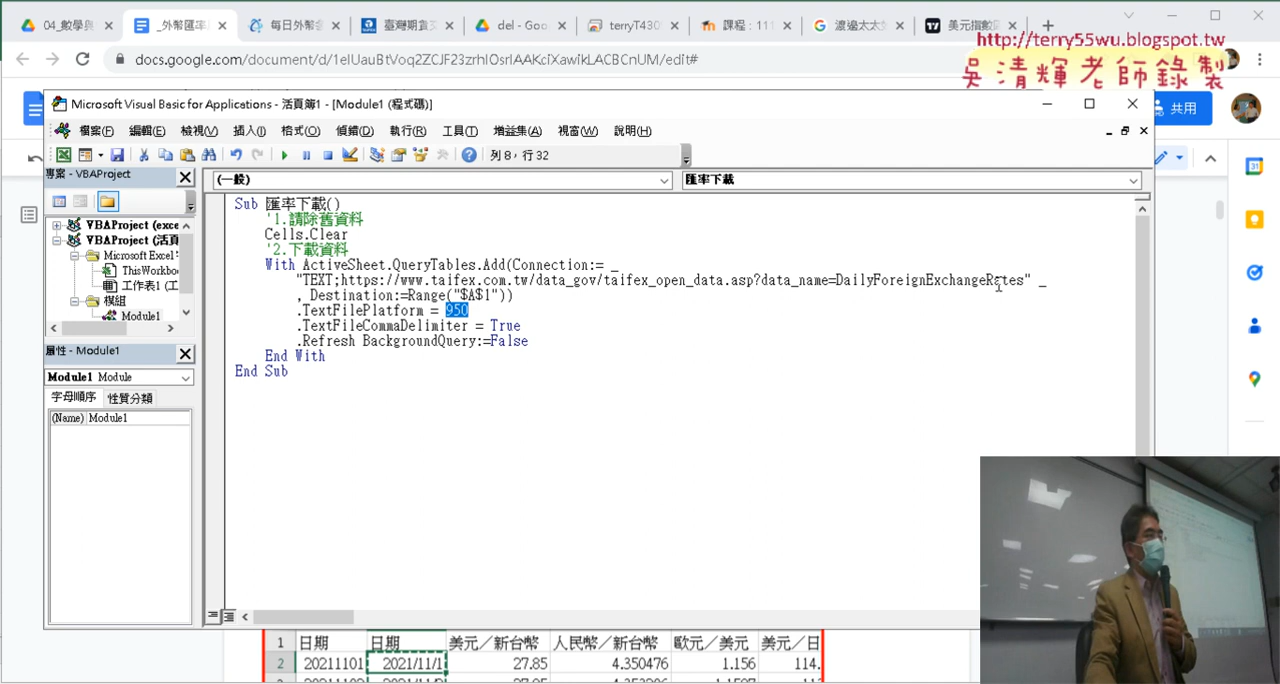 04_數學與
_外幣匯率
每日外幣參
臺灣期貨交
del - Goo
terryT430
課程：111
渡邊太太
美元指數
http://terry55wu.blogspot.tw
吳清輝老師錄製
docs.google.com/document/d/1eIUauBtVoq2ZCJF23zrhIOsrIAAKciXawikLACBCnUM/edit#
共用
Microsoft Visual Basic for Applications - 活頁簿1 - [Module1 (程式碼)]
檔案(F) 編輯(E) 檢視(V) 插入(I) 格式(O) 偵錯(D) 執行(R) 工具(T) 增益集(A) 視窗(W) 說明(H)
列 8，行 32
專案 - VBAProject
(一般)
匯率下載
VBAProject (exce
VBAProject (活頁
Microsoft Excel
ThisWorkbo
工作表1 (工
模組
Module1
屬性 - Module1
Module1 Module
字母順序 性質分類
(Name) Module1
Sub 匯率下載()
'1.請除舊資料
Cells.Clear
'2.下載資料
With ActiveSheet.QueryTables.Add(Connection:= _
"TEXT;https://www.taifex.com.tw/data_gov/taifex_open_data.asp?data_name=DailyForeignExchangeRates" _
, Destination:=Range("$A$1"))
.TextFilePlatform = 950
.TextFileCommaDelimiter = True
.Refresh BackgroundQuery:=False
End With
End Sub
1 日期 日期 美元／新台幣 人民幣／新台幣 歐元／美元 美元／日
2 20211101 2021/11/1 27.85 4.350476 1.156 114.